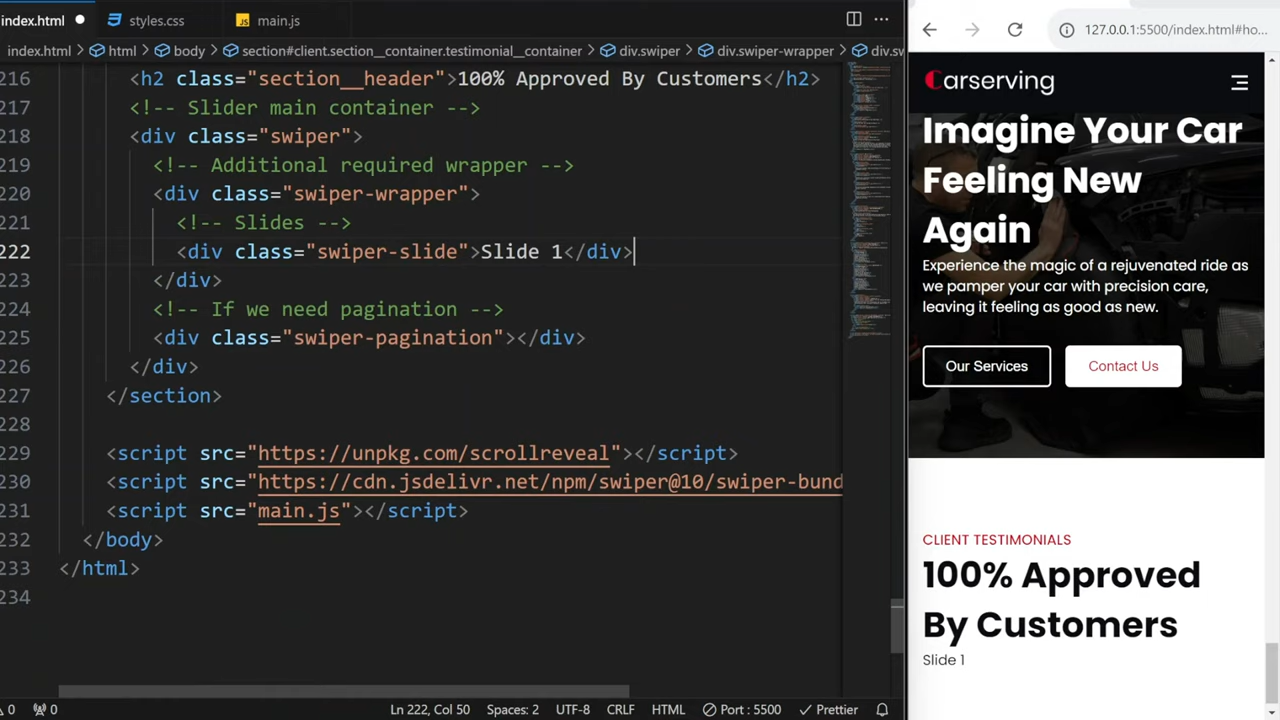 index.html
styles.css
JS main.js
index.html > html > body > section#client.section__container.testimonial__container > div.swiper > div.swiper-wrapper > div.sw
216 <h2 class="section__header">100% Approved By Customers</h2>
217 <!-- Slider main container -->
218 <div class="swiper">
219 <!-- Additional required wrapper -->
220 <div class="swiper-wrapper">
221 <!-- Slides -->
222 <div class="swiper-slide">Slide 1</div>
223 </div>
224 <!-- If we need pagination -->
225 <div class="swiper-pagination"></div>
226 </div>
227 </section>
228
229 <script src="https://unpkg.com/scrollreveal"></script>
230 <script src="https://cdn.jsdelivr.net/npm/swiper@10/swiper-bund
231 <script src="main.js"></script>
232 </body>
233 </html>
234
0 0
Ln 222, Col 50
Spaces: 2
UTF-8
CRLF
HTML
Port : 5500
Prettier
127.0.0.1:5500/index.html#ho...
Carserving
Imagine Your Car
Feeling New
Again
Experience the magic of a rejuvenated ride as
we pamper your car with precision care,
leaving it feeling as good as new.
Our Services
Contact Us
CLIENT TESTIMONIALS
100% Approved
By Customers
Slide 1